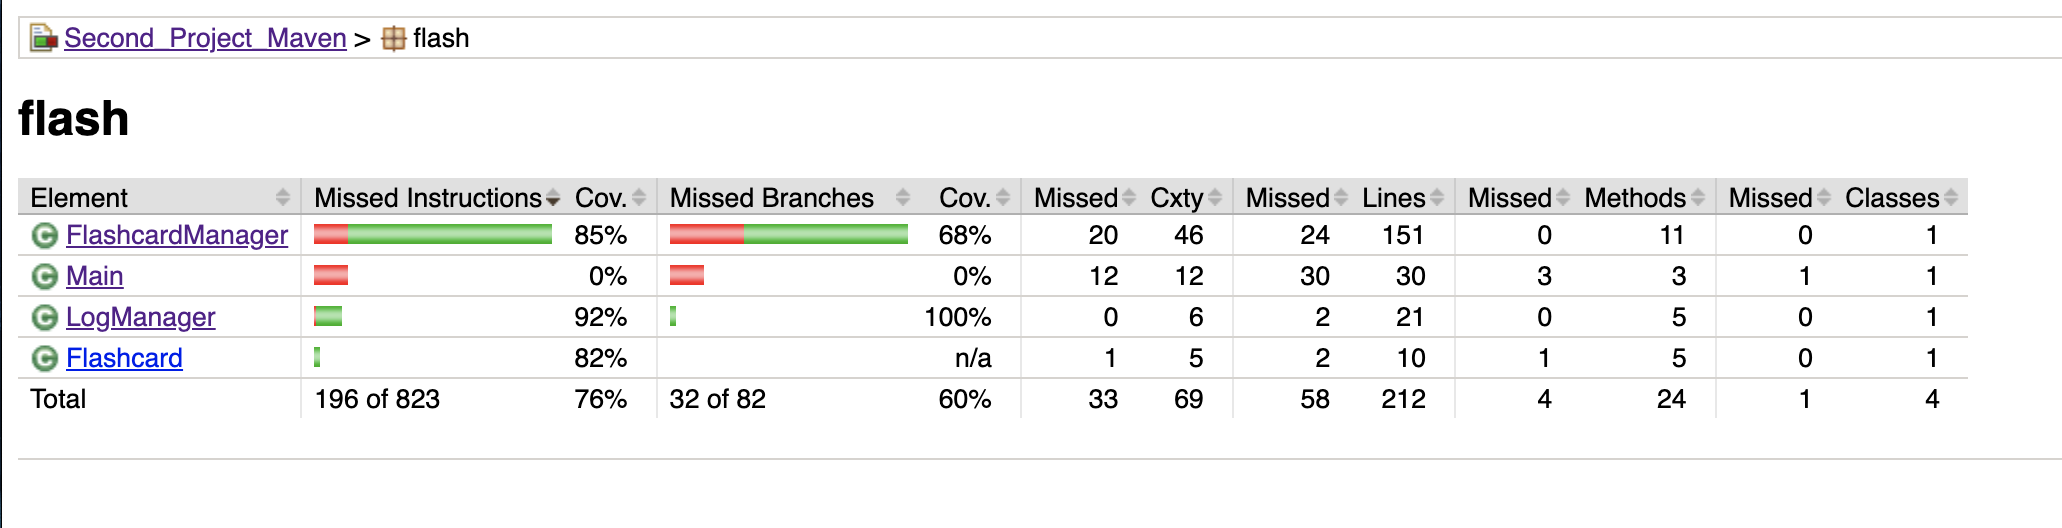 Second_Project_Maven > flash
flash
Element Missed Instructions Cov. Missed Branches Cov. Missed Cxty Missed Lines Missed Methods Missed Classes
C FlashcardManager 85% 68% 20 46 24 151 0 11 0 1
C Main 0% 0% 12 12 30 30 3 3 1 1
C LogManager 92% 100% 0 6 2 21 0 5 0 1
C Flashcard 82% n/a 1 5 2 10 1 5 0 1
Total 196 of 823 76% 32 of 82 60% 33 69 58 212 4 24 1 4